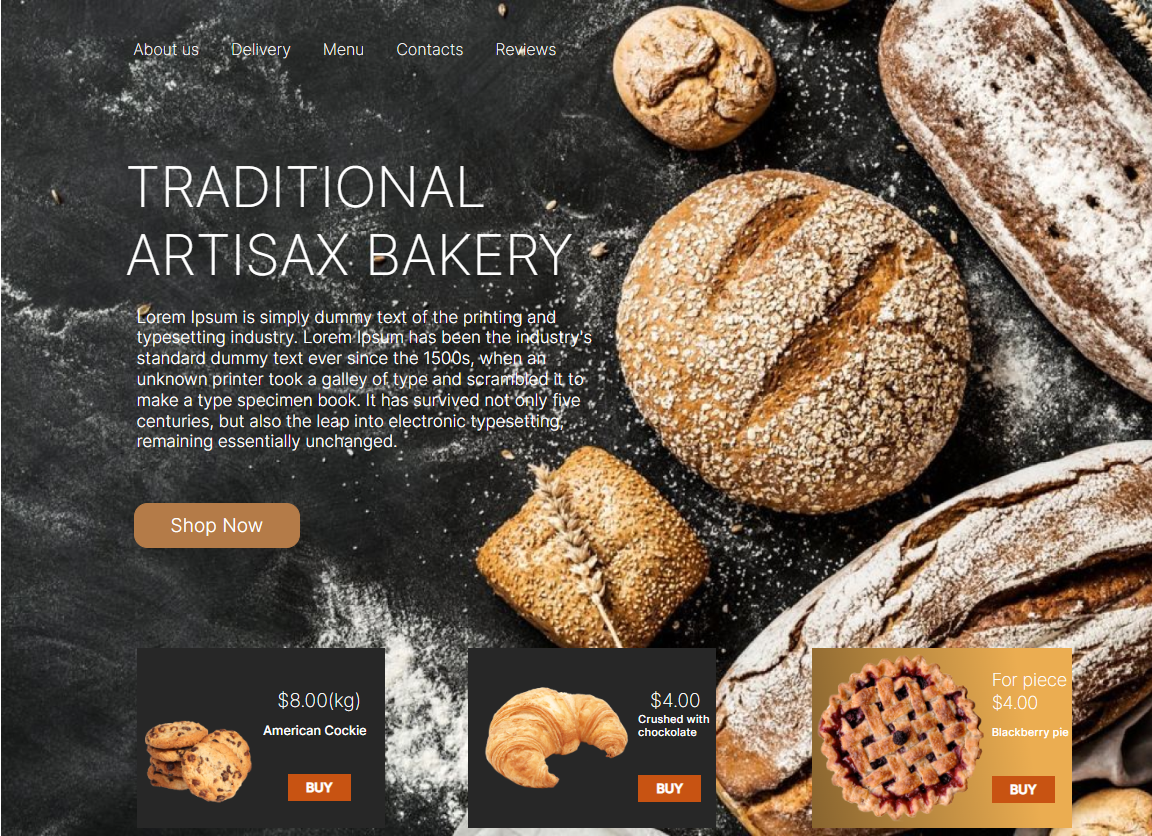 About us Delivery Menu Contacts Reviews
TRADITIONAL
ARTISAX BAKERY
Lorem Ipsum is simply dummy text of the printing and
typesetting industry. Lorem Ipsum has been the industry's
standard dummy text ever since the 1500s, when an
unknown printer took a galley of type and scrambled it to
make a type specimen book. It has survived not only five
centuries, but also the leap into electronic typesetting,
remaining essentially unchanged.
Shop Now
$8.00(kg)
American Cockie
BUY
$4.00
Crushed with
chockolate
BUY
For piece
$4.00
Blackberry pie
BUY